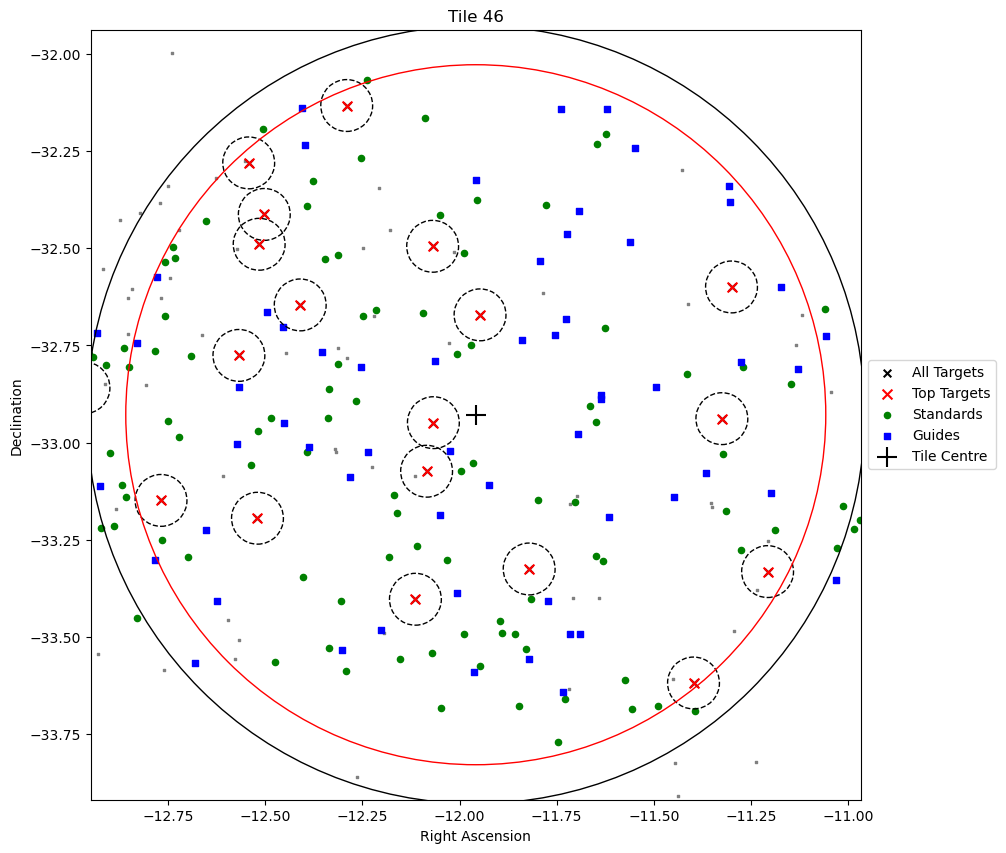 Tile 46
Declination
−32.00
−32.25
−32.50
−32.75
−33.00
−33.25
−33.50
−33.75
−12.75
−12.50
−12.25
−12.00
−11.75
−11.50
−11.25
−11.00
Right Ascension
All Targets
Top Targets
Standards
Guides
Tile Centre